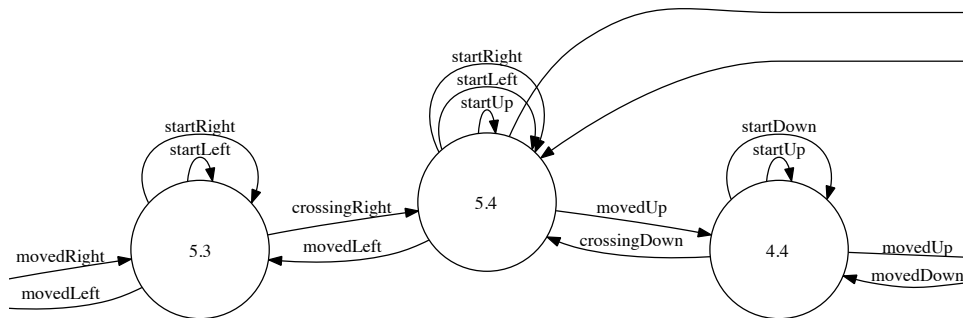 startRight
startLeft
startUp
startRight
startLeft
startDown
startUp
crossingRight
5.4
movedUp
movedLeft
crossingDown
movedRight
5.3
4.4
movedUp
movedLeft
movedDown